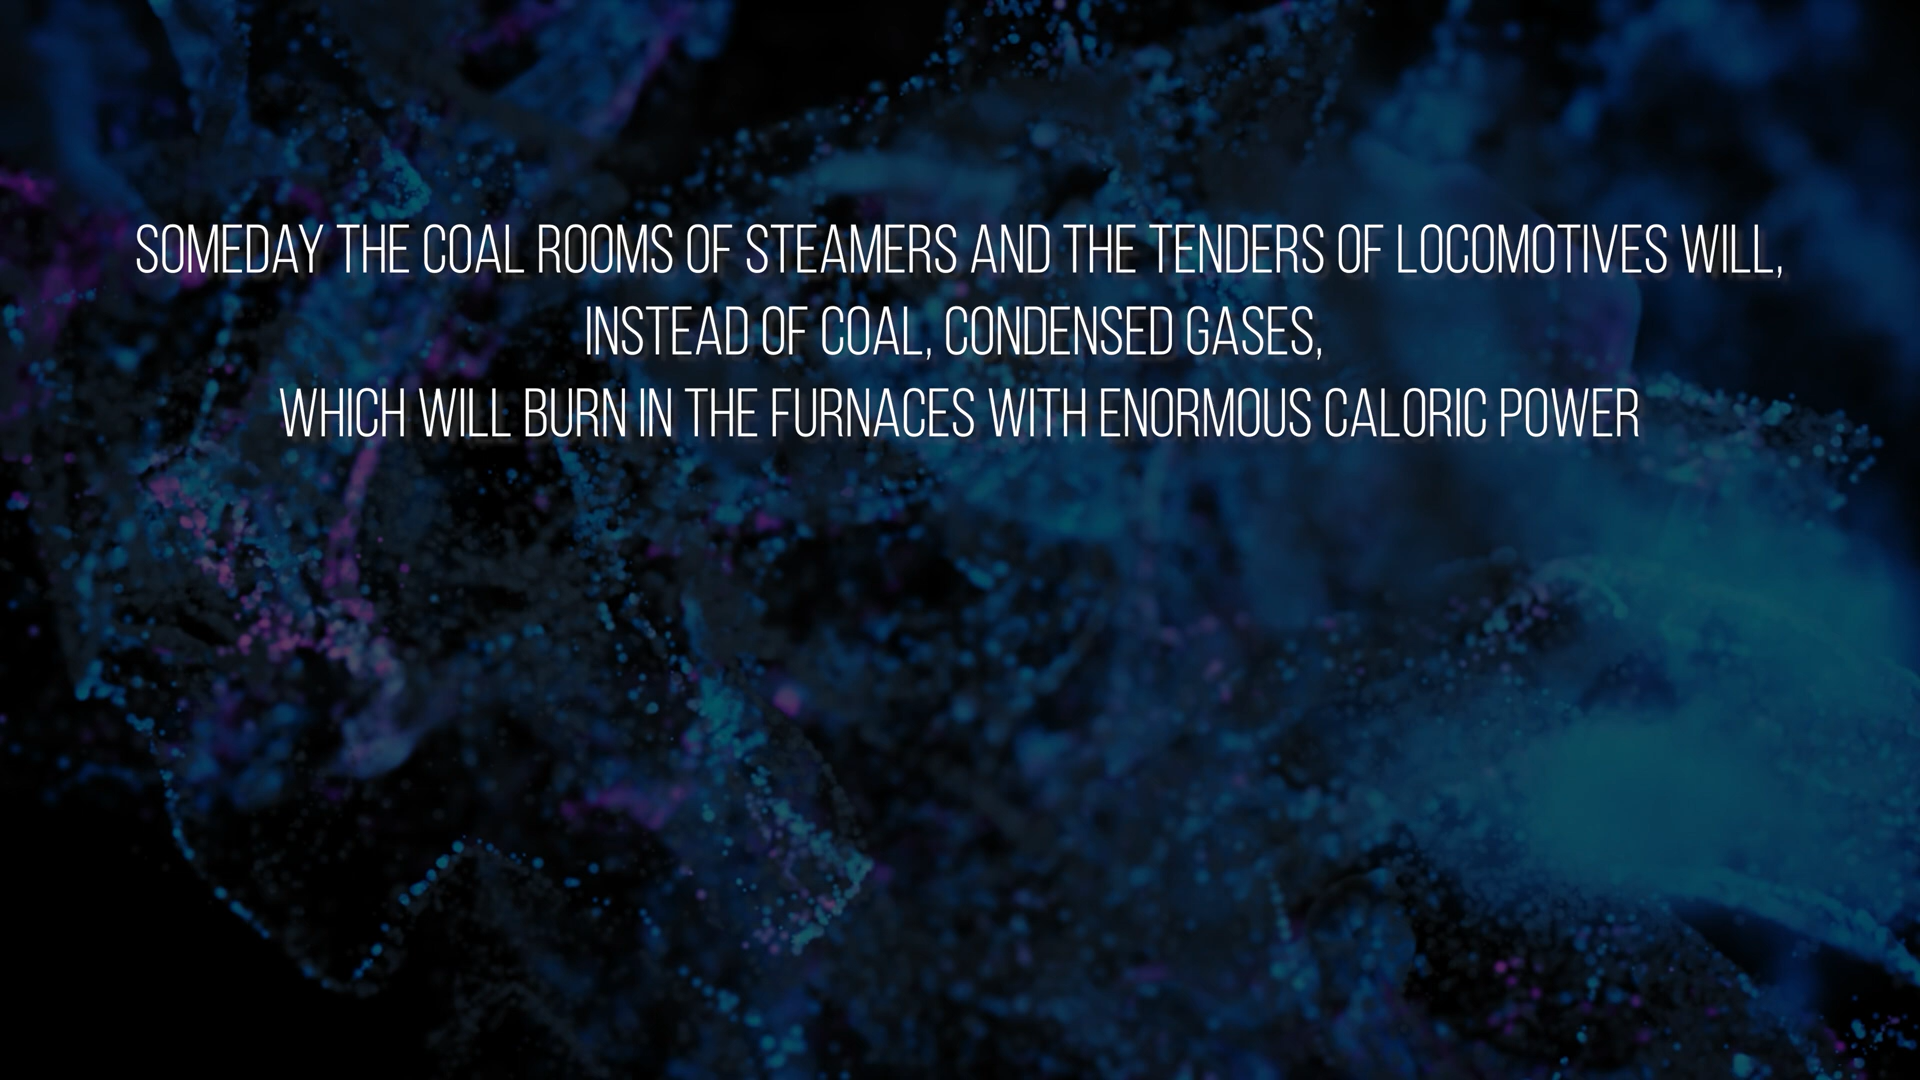 SOMEDAY THE COAL ROOMS OF STEAMERS AND THE TENDERS OF LOCOMOTIVES WILL,
INSTEAD OF COAL, CONDENSED GASES,
WHICH WILL BURN IN THE FURNACES WITH ENORMOUS CALORIC POWER